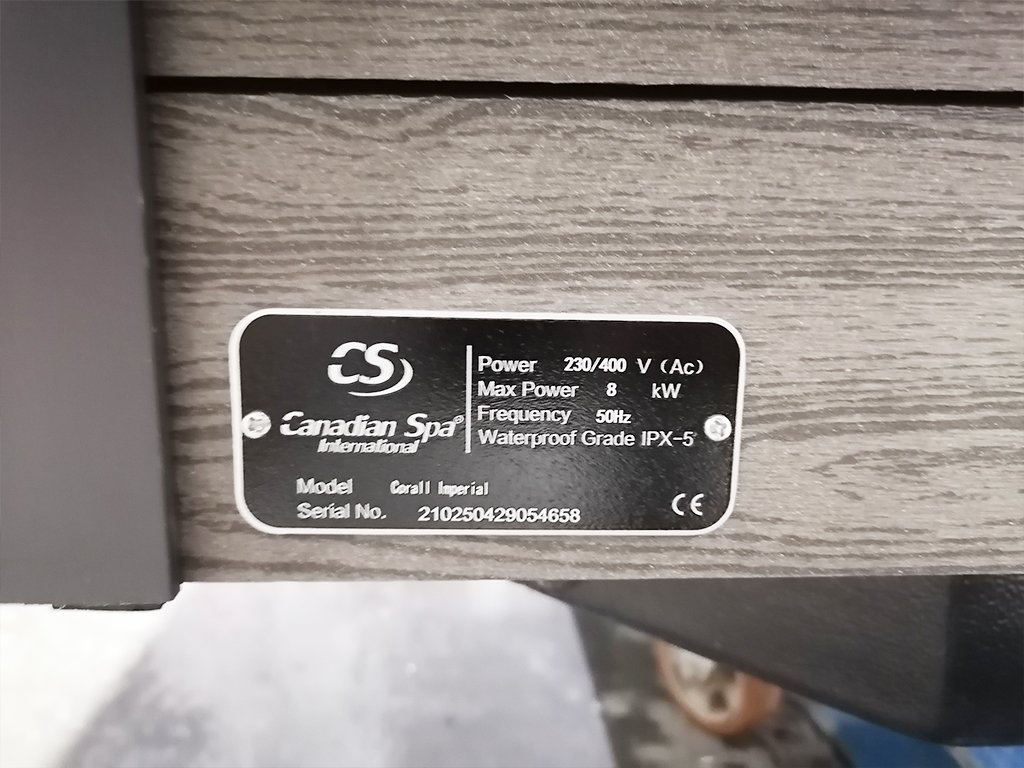 CS
Canadian Spa®
International
Power 230/400 V (Ac)
Max Power 8 kW
Frequency 50Hz
Waterproof Grade IPX-5
Model Corall Imperial
Serial No. 210250429054658
CE